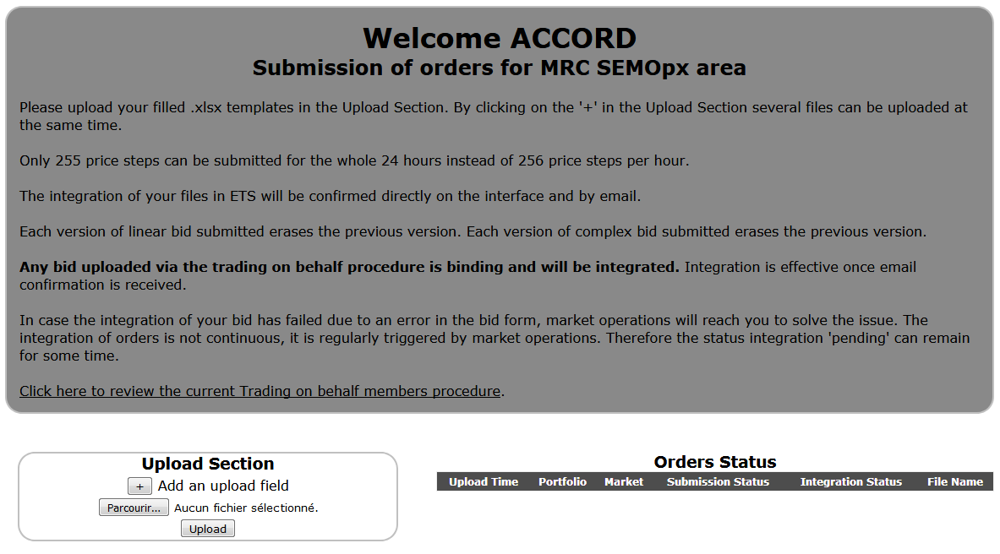 Welcome ACCORD
Submission of orders for MRC SEMOpx area
Please upload your filled .xlsx templates in the Upload Section. By clicking on the '+' in the Upload Section several files can be uploaded at
the same time.
Only 255 price steps can be submitted for the whole 24 hours instead of 256 price steps per hour.
The integration of your files in ETS will be confirmed directly on the interface and by email.
Each version of linear bid submitted erases the previous version. Each version of complex bid submitted erases the previous version.
Any bid uploaded via the trading on behalf procedure is binding and will be integrated. Integration is effective once email
confirmation is received.
In case the integration of your bid has failed due to an error in the bid form, market operations will reach you to solve the issue. The
integration of orders is not continuous, it is regularly triggered by market operations. Therefore the status integration 'pending' can remain
for some time.
Click here to review the current Trading on behalf members procedure.
Upload Section
+ Add an upload field
Parcourir... Aucun fichier sélectionné.
Upload
Orders Status
Upload Time Portfolio Market Submission Status Integration Status File Name